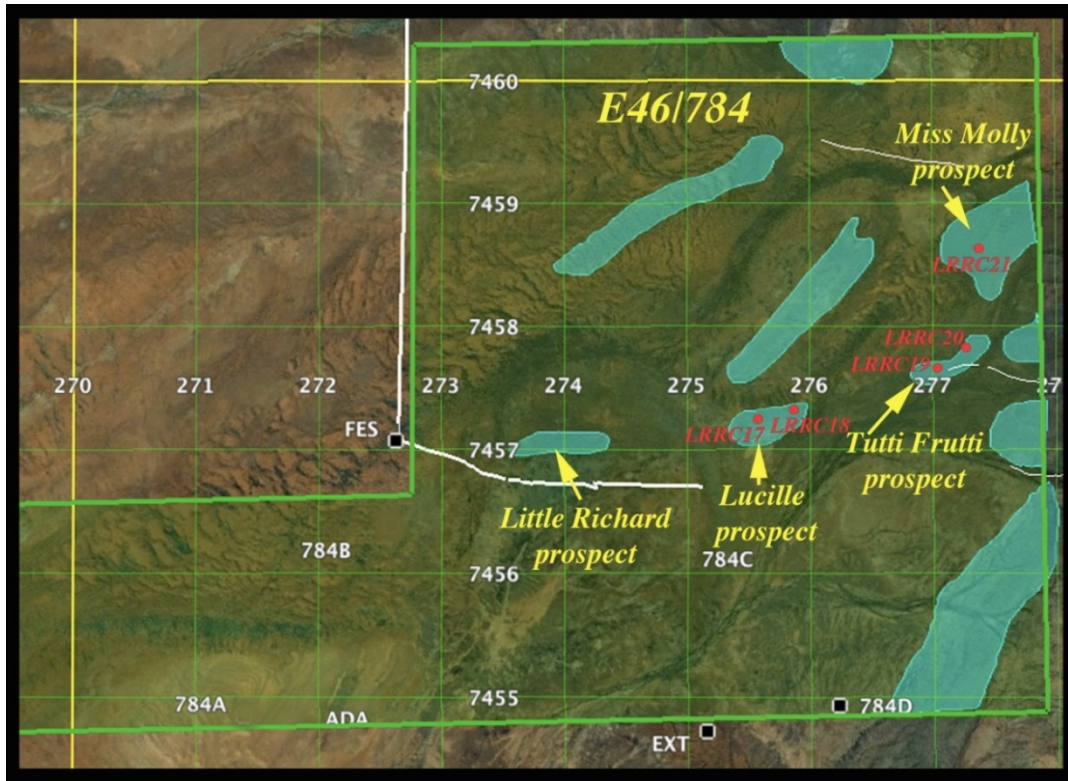 7460
E46/784
Miss Molly
prospect
7459
LRRC21
7458
LRRC20
LRRC19
270
271
272
273
274
275
276
277
27
FES
LRRC17
LRRC18
7457
Tutti Frutti
prospect
Little Richard
prospect
Lucille
prospect
784B
784C
7456
7455
784A
ADA
784D
EXT